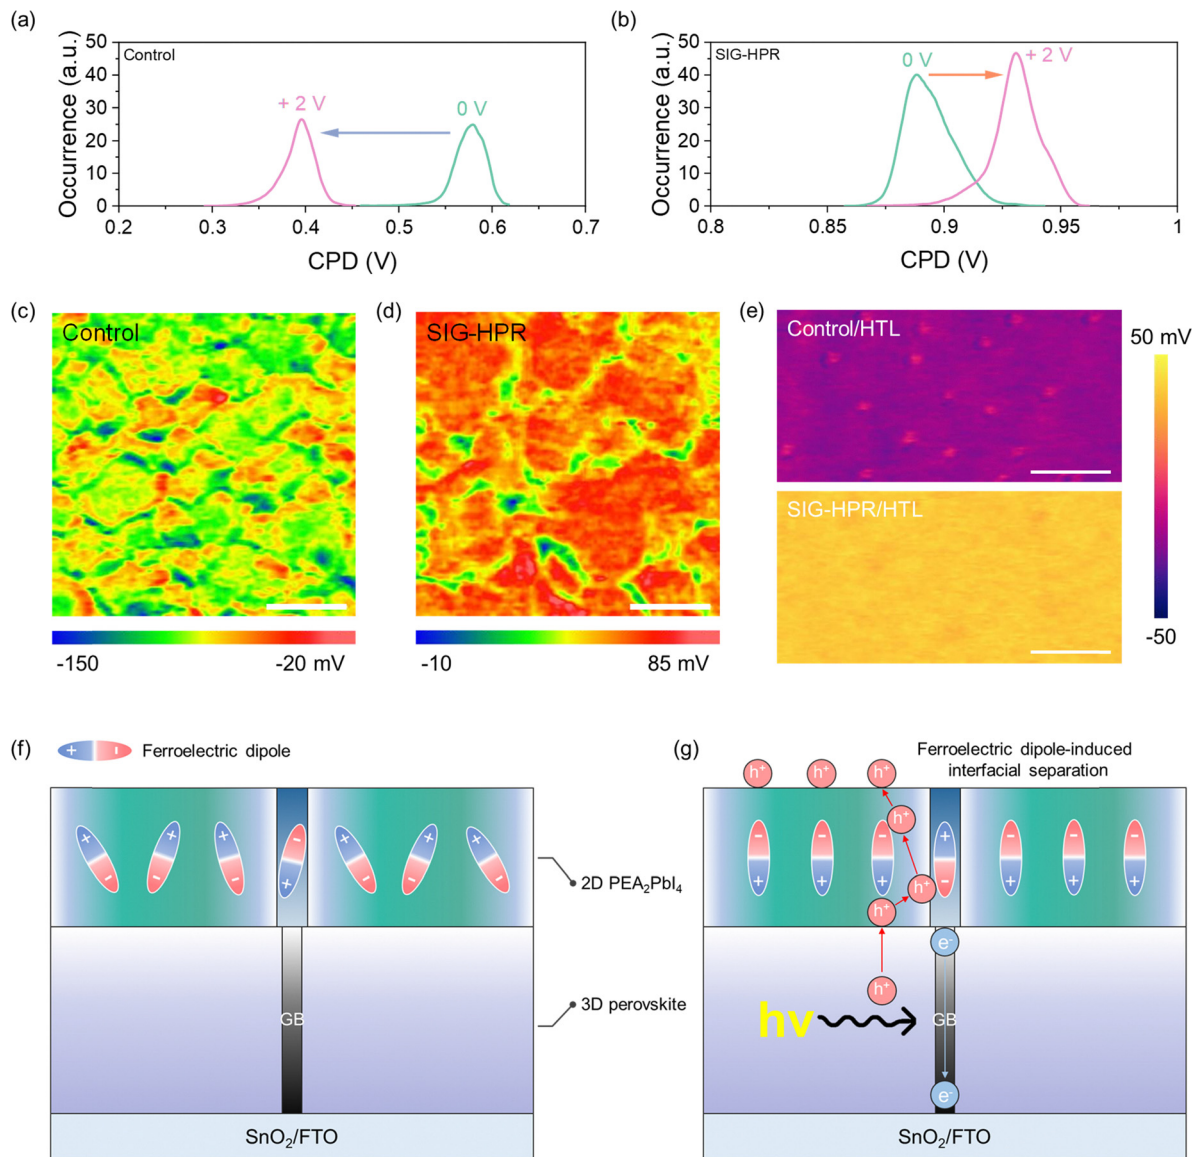 (a)
Control
+ 2 V
0 V
50
40
30
20
10
0
0.2 0.3 0.4 0.5 0.6 0.7
Occurrence (a.u.)
CPD (V)
(b)
SIG-HPR
0 V
+ 2 V
50
40
30
20
10
0
0.8 0.85 0.9 0.95 1
Occurrence (a.u.)
CPD (V)
(c)
Control
-150 -20 mV
(d)
SIG-HPR
-10 85 mV
(e)
Control/HTL
SIG-HPR/HTL
50 mV
-50
(f)
+ - Ferroelectric dipole
+ + + - + + +
- - - + - - -
2D PEA₂PbI₄
3D perovskite
GB
SnO₂/FTO
(g)
Ferroelectric dipole-induced
interfacial separation
h⁺ h⁺ h⁺
h⁺
- - - + - - -
h⁺
+ + + - + + +
h⁺
e⁻
h⁺
hν
GB
e⁻
SnO₂/FTO